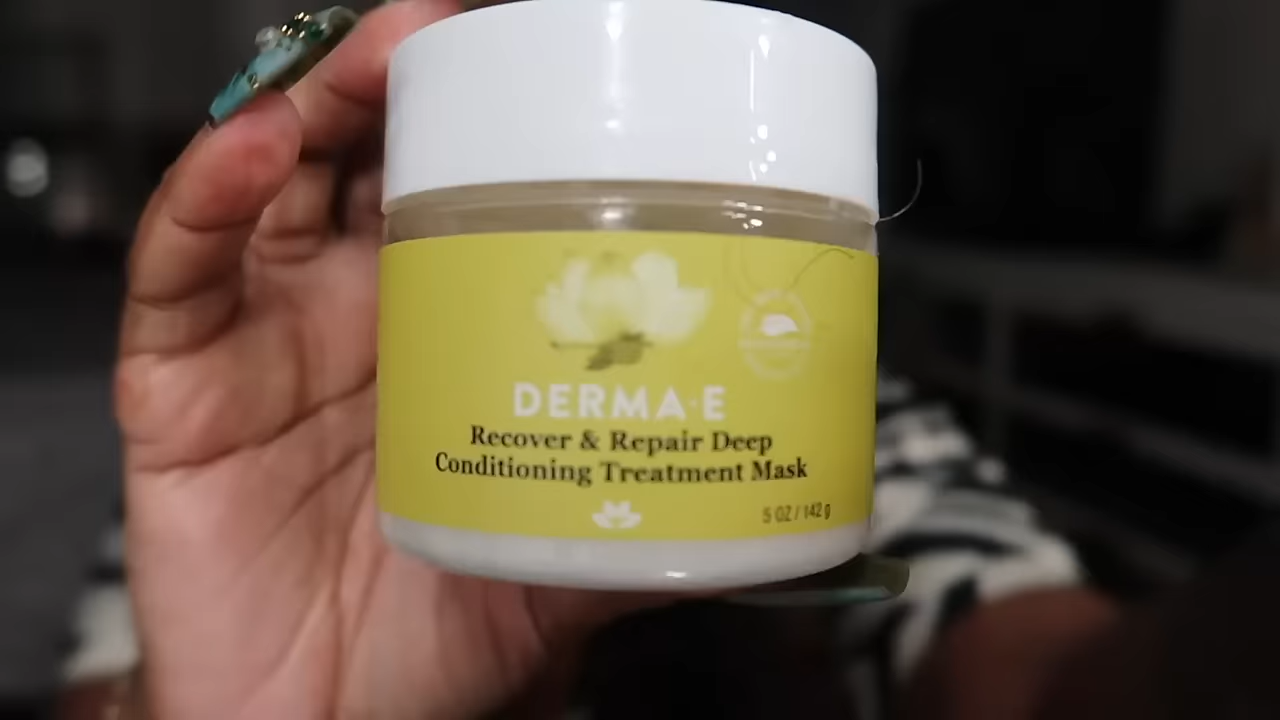 DERMA·E
Recover & Repair Deep
Conditioning Treatment Mask
5 OZ / 142 g